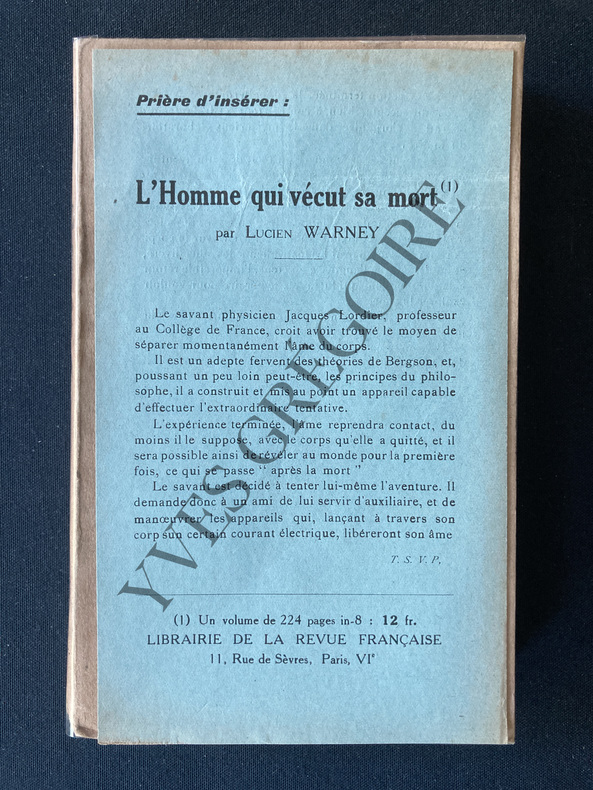 Prière d'insérer :
L'Homme qui vécut sa mort (1)
par LUCIEN WARNEY
Le savant physicien Jacques Lordier, professeur
au Collège de France, croit avoir trouvé le moyen de
séparer momentanément l'âme du corps.
Il est un adepte fervent des théories de Bergson, et,
poussant un peu loin peut-être, les principes du philo-
sophe, il a construit et mis au point un appareil capable
d'effectuer l'extraordinaire tentative.
L'expérience terminée, l'âme reprendra contact, du
moins il le suppose, avec le corps qu'elle a quitté, et il
sera possible ainsi de révéler au monde pour la première
fois, ce qui se passe " après la mort "
Le savant est décidé à tenter lui-même l'aventure. Il
demande donc à un ami de lui servir d'auxiliaire, et de
manœuvrer les appareils qui, lançant à travers son
corps un certain courant électrique, libéreront son âme
T. S. V. P.
(1) Un volume de 224 pages in-8 : 12 fr.
LIBRAIRIE DE LA REVUE FRANÇAISE
11, Rue de Sèvres, Paris, VIe
YVES GRÉGOIRE